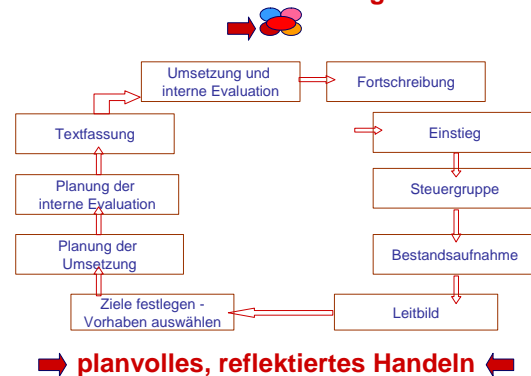 Umsetzung und
interne Evaluation
Fortschreibung
Textfassung
Einstieg
Planung der
interne Evaluation
Steuergruppe
Planung der
Umsetzung
Bestandsaufnahme
Ziele festlegen -
Vorhaben auswählen
Leitbild
planvolles, reflektiertes Handeln